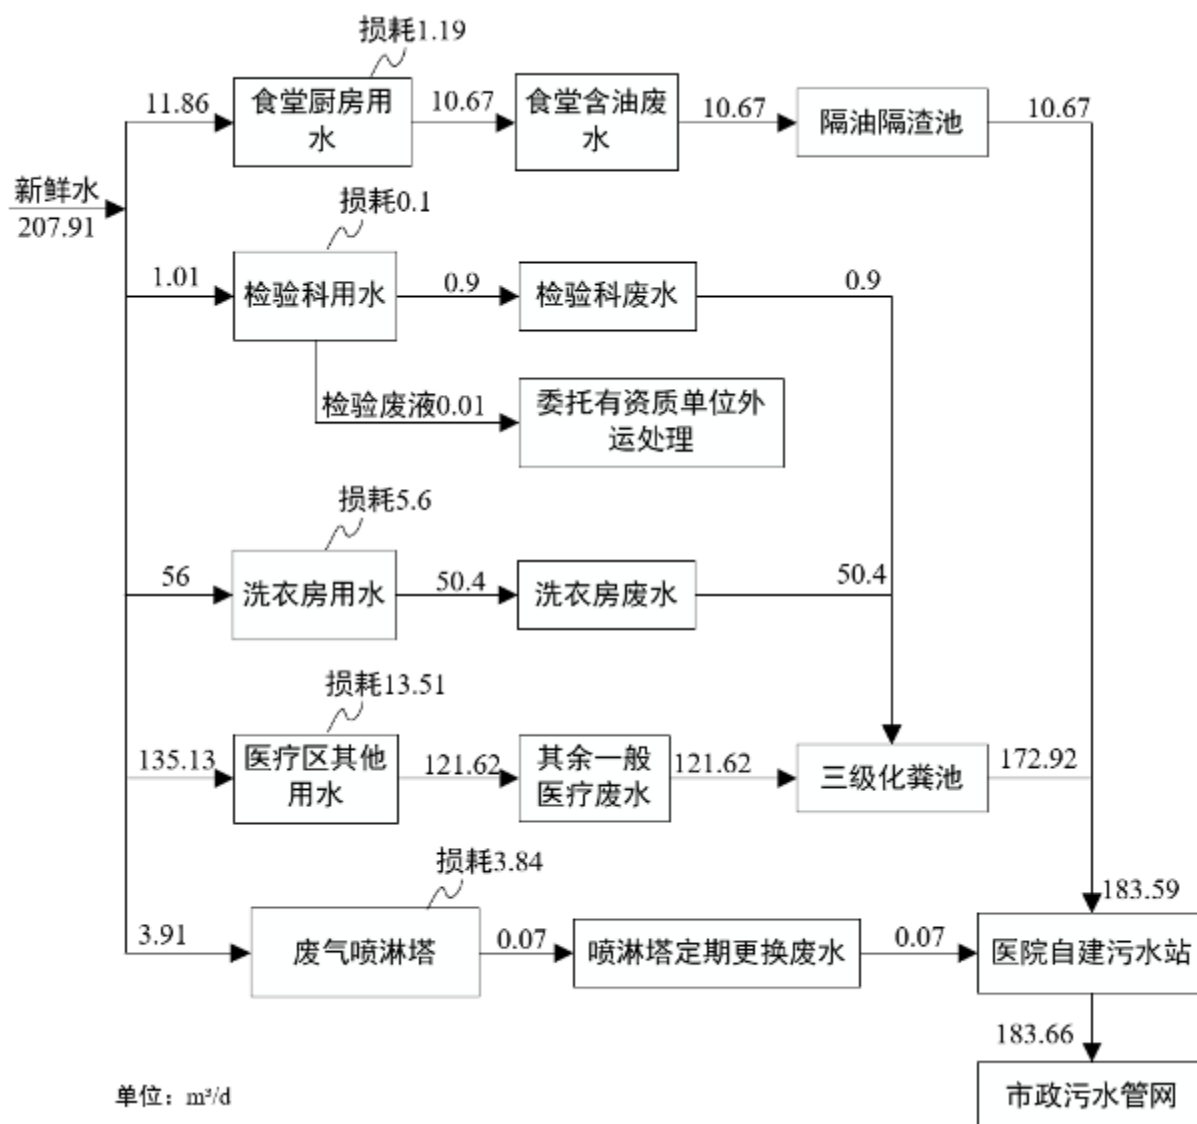 损耗1.19
11.86
食堂厨房用
水
10.67
食堂含油废
水
10.67
隔油隔渣池
10.67
新鲜水
207.91
损耗0.1
1.01
检验科用水
0.9
检验科废水
0.9
检验废液0.01
委托有资质单位外
运处理
损耗5.6
56
洗衣房用水
50.4
洗衣房废水
50.4
损耗13.51
135.13
医疗区其他
用水
121.62
其余一般
医疗废水
121.62
三级化粪池
172.92
损耗3.84
183.59
3.91
废气喷淋塔
0.07
喷淋塔定期更换废水
0.07
医院自建污水站
183.66
市政污水管网
单位：m³/d